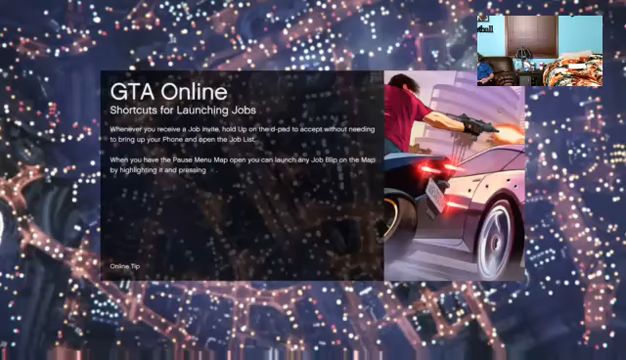 GTA Online
Shortcuts for Launching Jobs
Whenever you receive a Job Invite, hold Up on the d-pad to accept without needing
to bring up your Phone and open the Job List.
When you have the Pause Menu Map open you can launch any Job Blip on the Map
by highlighting it and pressing
Online Tip